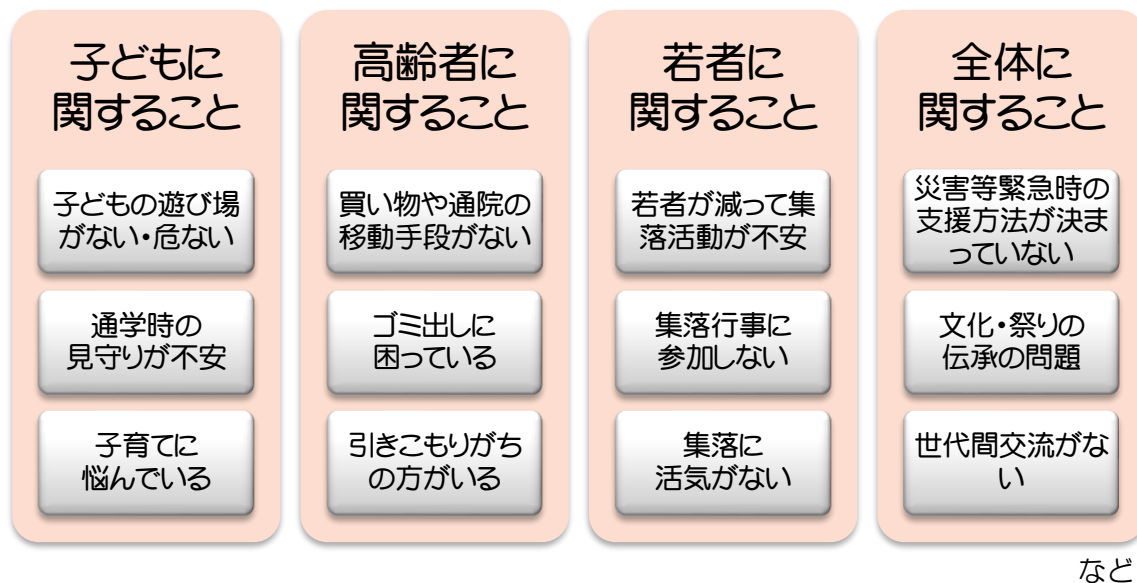 子どもに
関すること
子どもの遊び場
がない・危ない
通学時の
見守りが不安
子育てに
悩んでいる
高齢者に
関すること
買い物や通院の
移動手段がない
ゴミ出しに
困っている
引きこもりがち
の方がいる
若者に
関すること
若者が減って集
落活動が不安
集落行事に
参加しない
集落に
活気がない
全体に
関すること
災害等緊急時の
支援方法が決ま
っていない
文化・祭りの
伝承の問題
世代間交流がな
い
など